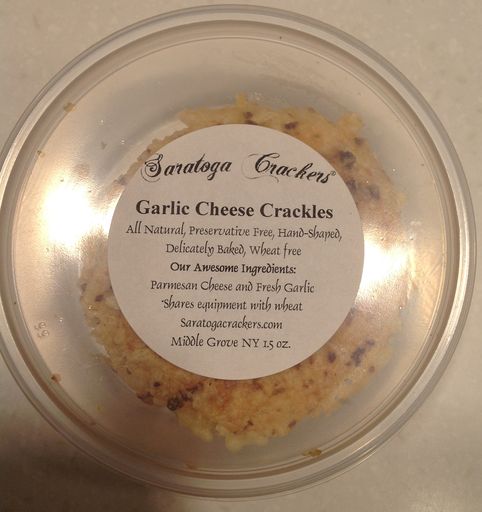 Saratoga Crackers®
Garlic Cheese Crackles
All Natural, Preservative Free, Hand-Shaped,
Delicately Baked, Wheat free
Our Awesome Ingredients:
Parmesan Cheese and Fresh Garlic
*Shares equipment with wheat
Saratogacrackers.com
Middle Grove NY 1.5 oz.